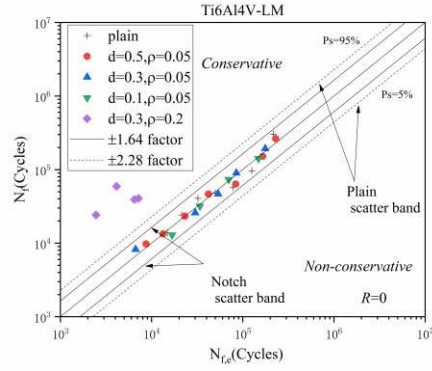 Ti6Al4V-LM
10⁷
10⁶
10⁵
10⁴
10³
N_f(Cycles)
plain
d=0.5,ρ=0.05
d=0.3,ρ=0.05
d=0.1,ρ=0.05
d=0.3,ρ=0.2
±1.64 factor
±2.28 factor
Conservative
Ps=95%
Ps=5%
Plain
scatter band
Notch
scatter band
Non-conservative
R=0
10³
10⁴
10⁵
10⁶
10⁷
N_f,e(Cycles)